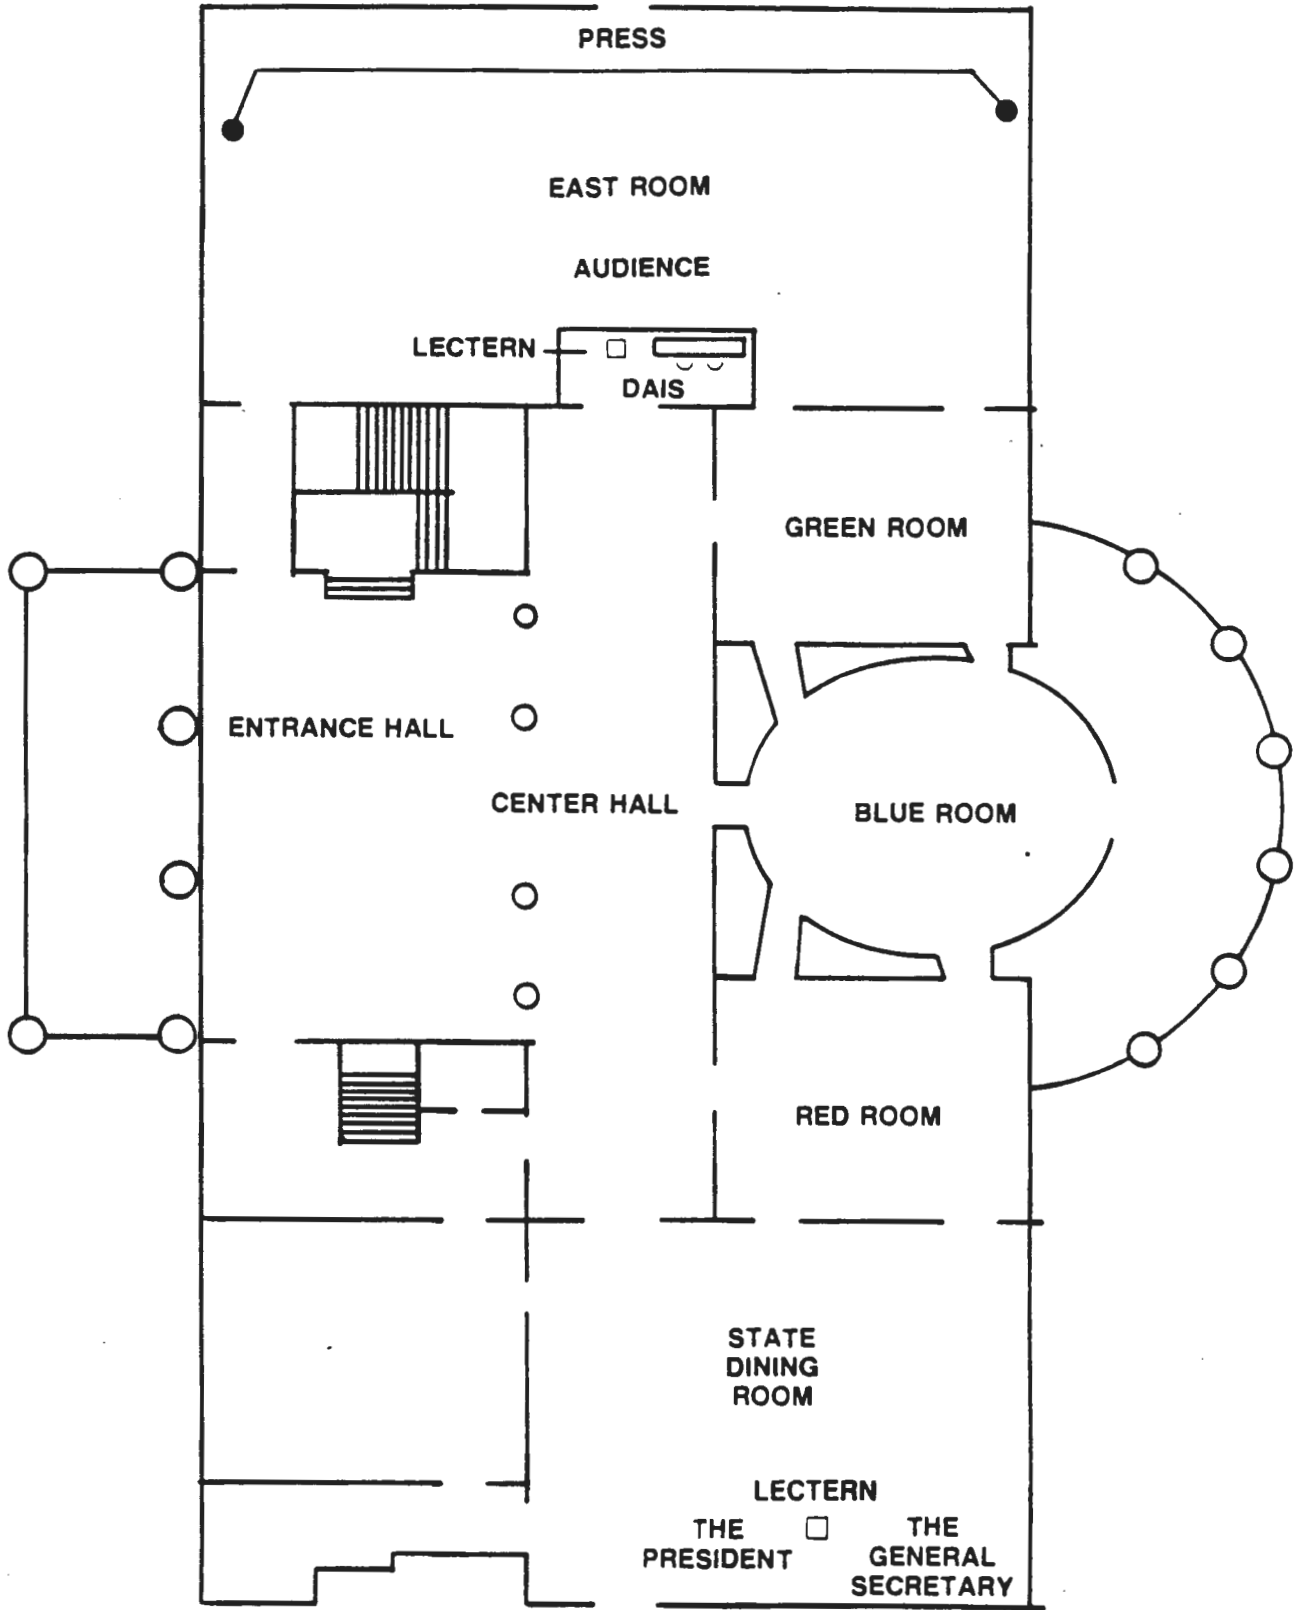 PRESS
EAST ROOM
AUDIENCE
LECTERN
DAIS
GREEN ROOM
ENTRANCE HALL
CENTER HALL
BLUE ROOM
RED ROOM
STATE
DINING
ROOM
LECTERN
THE
PRESIDENT
THE
GENERAL
SECRETARY